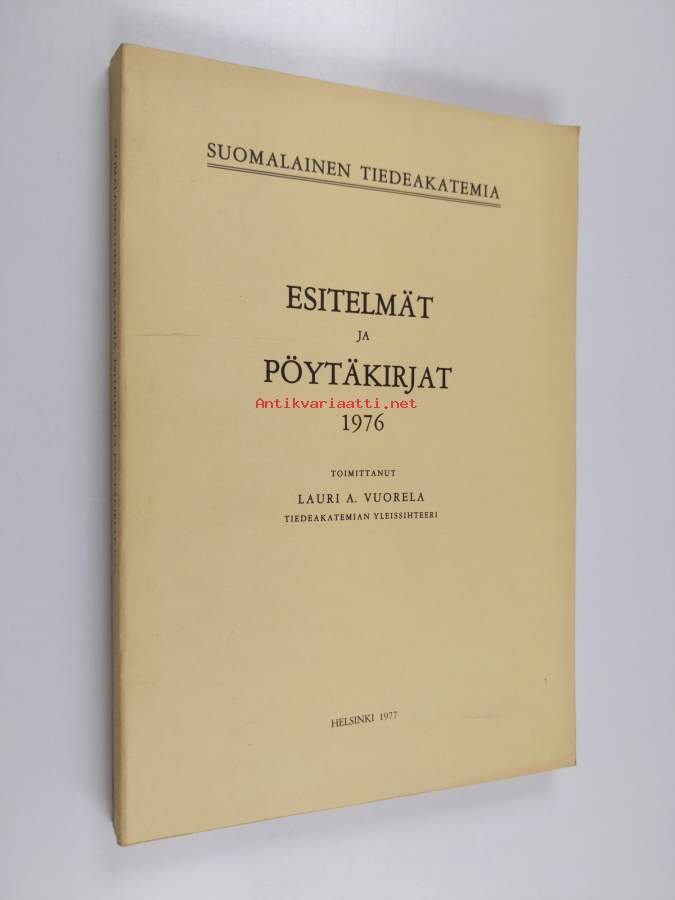 SUOMALAINEN TIEDEAKATEMIA
ESITELMÄT
JA
PÖYTÄKIRJAT
Antikvariaatti.net
1976
TOIMITTANUT
LAURI A. VUORELA
TIEDEAKATEMIAN YLEISSIHTEERI
HELSINKI 1977